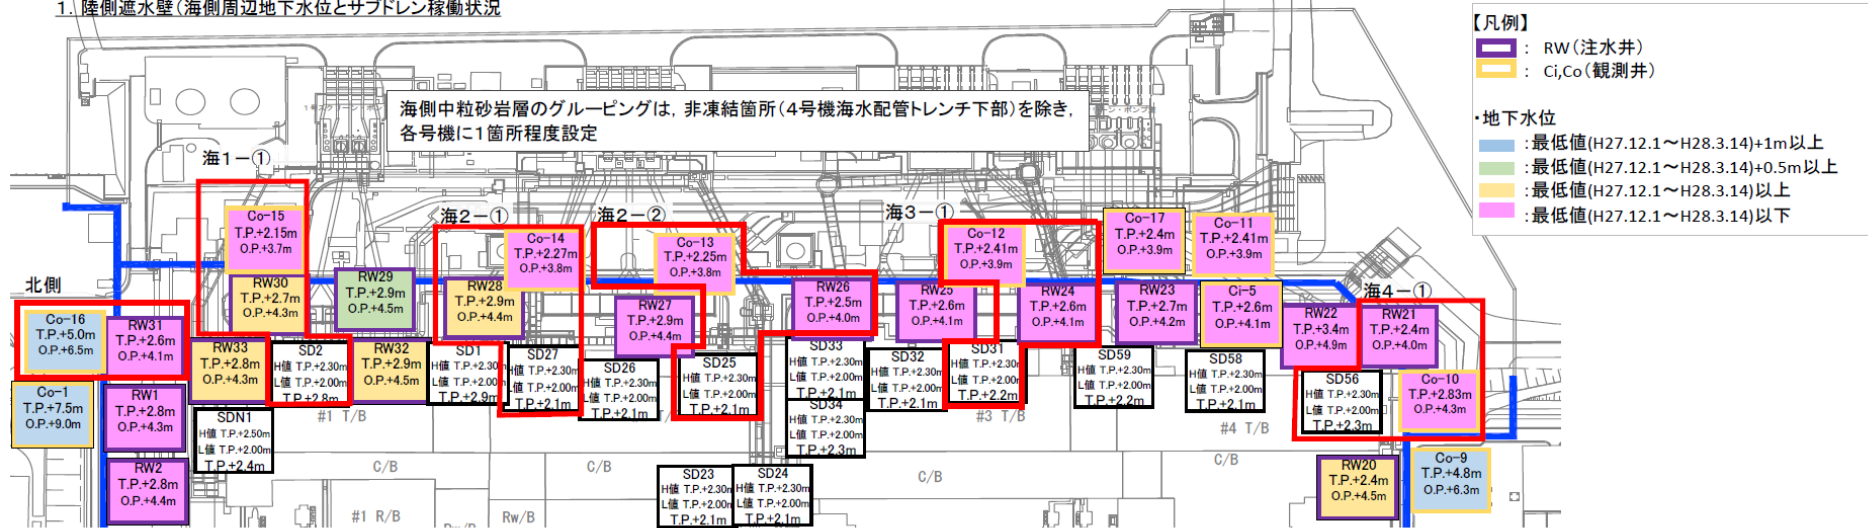 1. 陸側遮水壁(海側周辺地下水位とサブドレン稼働状況
【凡例】
: RW(注水井)
: Ci,Co(観測井)
・地下水位
:最低値(H27.12.1～H28.3.14)+1m以上
:最低値(H27.12.1～H28.3.14)+0.5m以上
:最低値(H27.12.1～H28.3.14)以上
:最低値(H27.12.1～H28.3.14)以下
海側中粒砂岩層のグルーピングは, 非凍結箇所(4号機海水配管トレンチ下部)を除き,
各号機に1箇所程度設定
海1-①
海2-①
海2-②
海3-①
海4-①
北側
Co-15
T.P.+2.15m
O.P.+3.7m
Co-14
T.P.+2.27m
O.P.+3.8m
Co-13
T.P.+2.25m
O.P.+3.8m
Co-12
T.P.+2.41m
O.P.+3.9m
Co-17
T.P.+2.4m
O.P.+3.9m
Co-11
T.P.+2.41m
O.P.+3.9m
RW30
T.P.+2.7m
O.P.+4.3m
RW29
T.P.+2.9m
O.P.+4.5m
RW28
T.P.+2.9m
O.P.+4.4m
RW27
T.P.+2.9m
O.P.+4.4m
RW26
T.P.+2.5m
O.P.+4.0m
RW25
T.P.+2.6m
O.P.+4.1m
RW24
T.P.+2.6m
O.P.+4.1m
RW23
T.P.+2.7m
O.P.+4.2m
Ci-5
T.P.+2.6m
O.P.+4.1m
RW22
T.P.+3.4m
O.P.+4.9m
RW21
T.P.+2.4m
O.P.+4.0m
Co-16
T.P.+5.0m
O.P.+6.5m
RW31
T.P.+2.6m
O.P.+4.1m
RW33
T.P.+2.8m
O.P.+4.3m
SD2
H値 T.P.+2.30m
L値 T.P.+2.00m
T.P.+2.8m
RW32
T.P.+2.9m
O.P.+4.5m
SD1
H値 T.P.+2.30m
L値 T.P.+2.00m
T.P.+2.9m
SD27
H値 T.P.+2.30m
L値 T.P.+2.00m
T.P.+2.1m
SD26
H値 T.P.+2.30m
L値 T.P.+2.00m
T.P.+2.1m
SD25
H値 T.P.+2.30m
L値 T.P.+2.00m
T.P.+2.1m
SD33
H値 T.P.+2.30m
L値 T.P.+2.00m
T.P.+2.1m
SD32
H値 T.P.+2.30m
L値 T.P.+2.00m
T.P.+2.1m
SD31
H値 T.P.+2.30m
L値 T.P.+2.00m
T.P.+2.2m
SD59
H値 T.P.+2.30m
L値 T.P.+2.00m
T.P.+2.2m
SD58
H値 T.P.+2.30m
L値 T.P.+2.00m
T.P.+2.1m
SD56
H値 T.P.+2.30m
L値 T.P.+2.00m
T.P.+2.3m
Co-10
T.P.+2.83m
O.P.+4.3m
Co-1
T.P.+7.5m
O.P.+9.0m
RW1
T.P.+2.8m
O.P.+4.3m
SDN1
H値 T.P.+2.50m
L値 T.P.+2.00m
T.P.+2.4m
SD34
H値 T.P.+2.30m
L値 T.P.+2.00m
T.P.+2.3m
#1 T/B
#3 T/B
#4 T/B
RW2
T.P.+2.8m
O.P.+4.4m
C/B
C/B
C/B
C/B
SD23
H値 T.P.+2.30m
L値 T.P.+2.00m
T.P.+2.1m
SD24
H値 T.P.+2.30m
L値 T.P.+2.00m
T.P.+2.1m
RW20
T.P.+2.4m
O.P.+4.5m
Co-9
T.P.+4.8m
O.P.+6.3m
#1 R/B
Rw/B